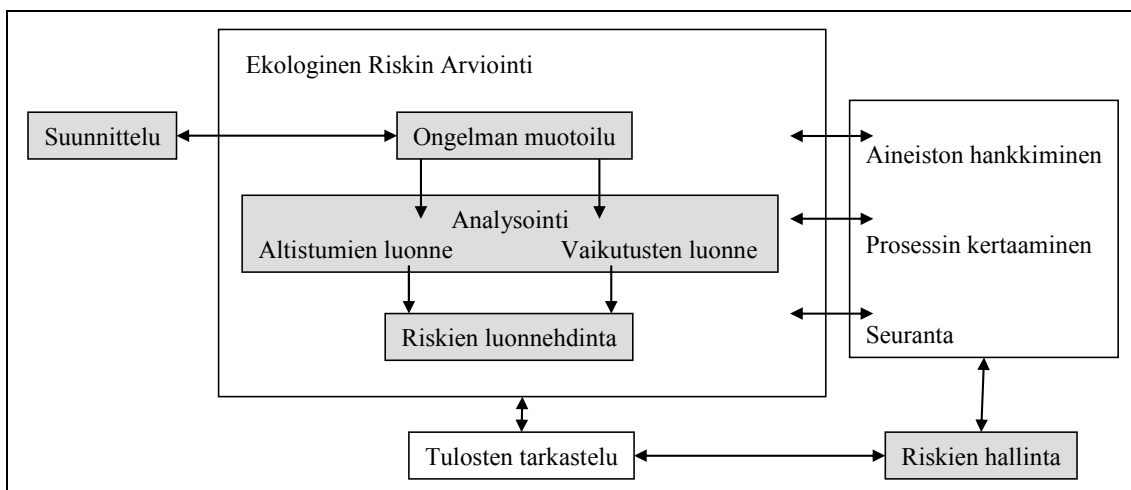 Ekologinen Riskin Arviointi
Suunnittelu
Ongelman muotoilu
Aineiston hankkiminen
Analysointi
Altistumien luonne
Vaikutusten luonne
Prosessin kertaaminen
Riskien luonnehdinta
Seuranta
Tulosten tarkastelu
Riskien hallinta